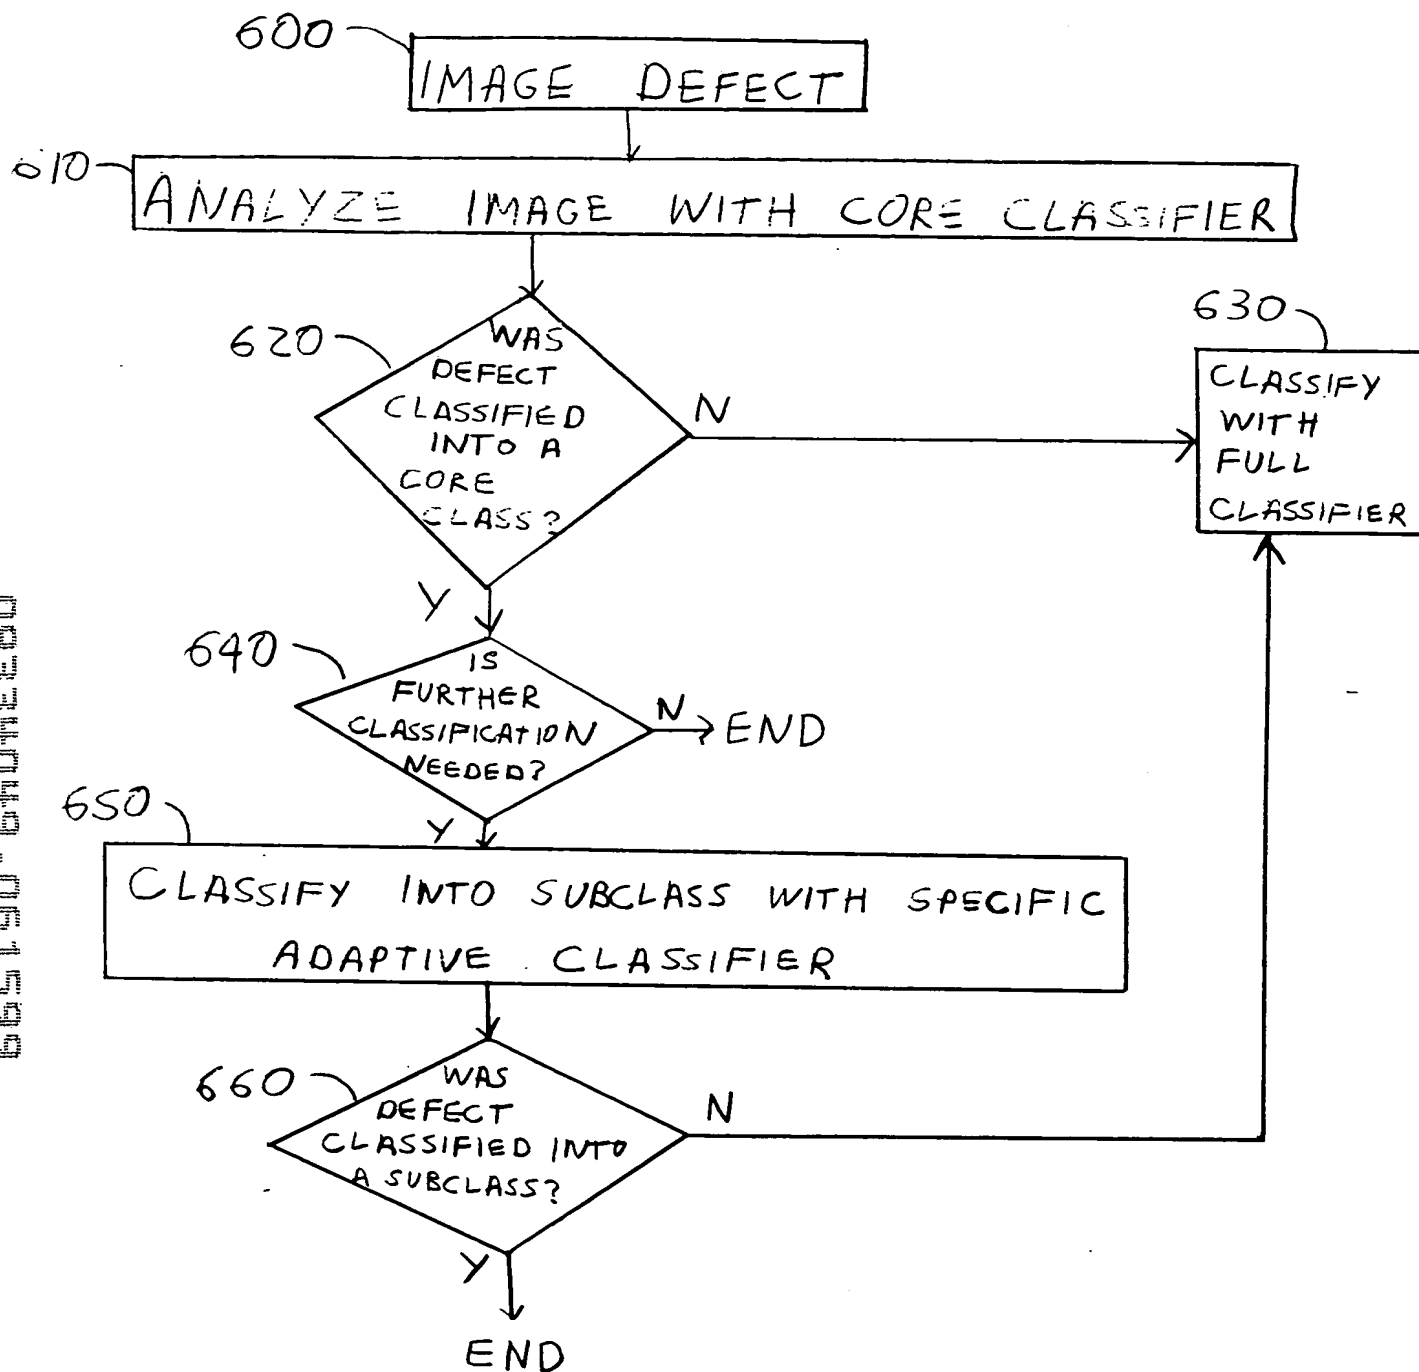 600
IMAGE DEFECT
610
ANALYZE IMAGE WITH CORE CLASSIFIER
620
WAS
DEFECT
CLASSIFIED
INTO A
CORE
CLASS?
N
630
CLASSIFY
WITH
FULL
CLASSIFIER
Y
640
IS
FURTHER
CLASSIFICATION
NEEDED?
N
END
Y
650
CLASSIFY INTO SUBCLASS WITH SPECIFIC
ADAPTIVE CLASSIFIER
660
WAS
DEFECT
CLASSIFIED INTO
A SUBCLASS?
N
Y
END